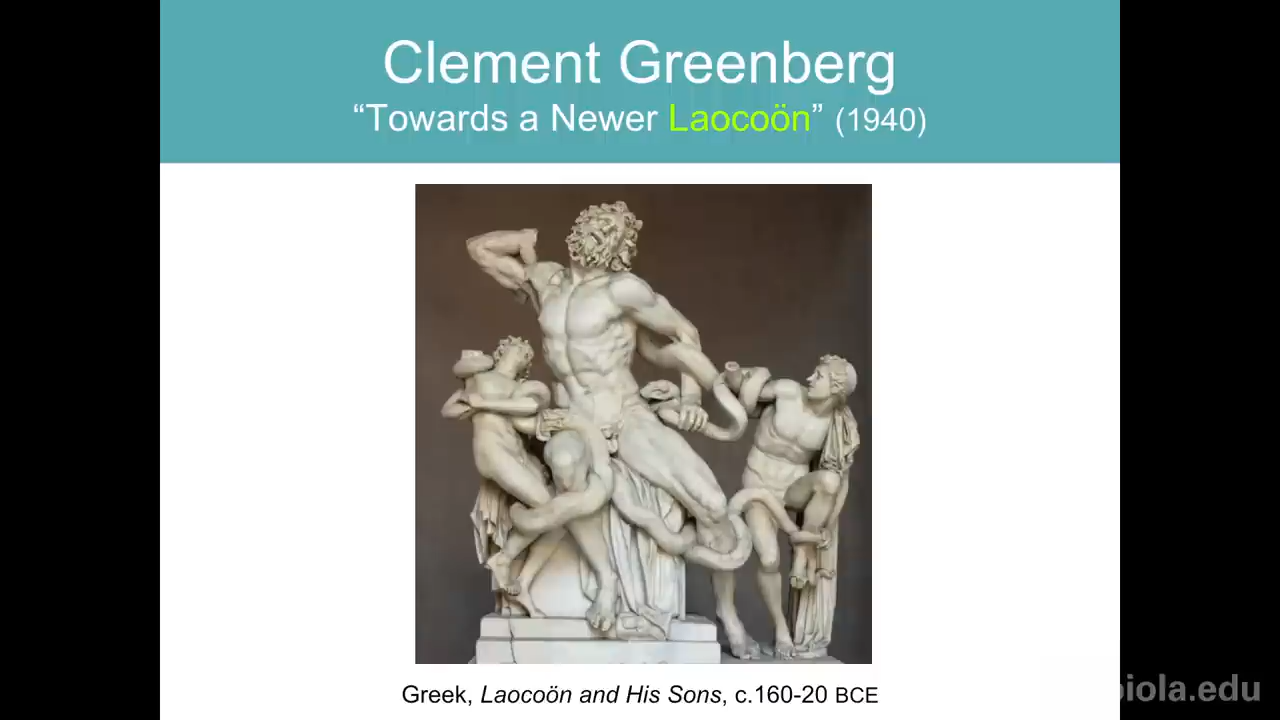 Clement Greenberg
“Towards a Newer Laocoön” (1940)
Greek, Laocoön and His Sons, c.160-20 BCE
biola.edu